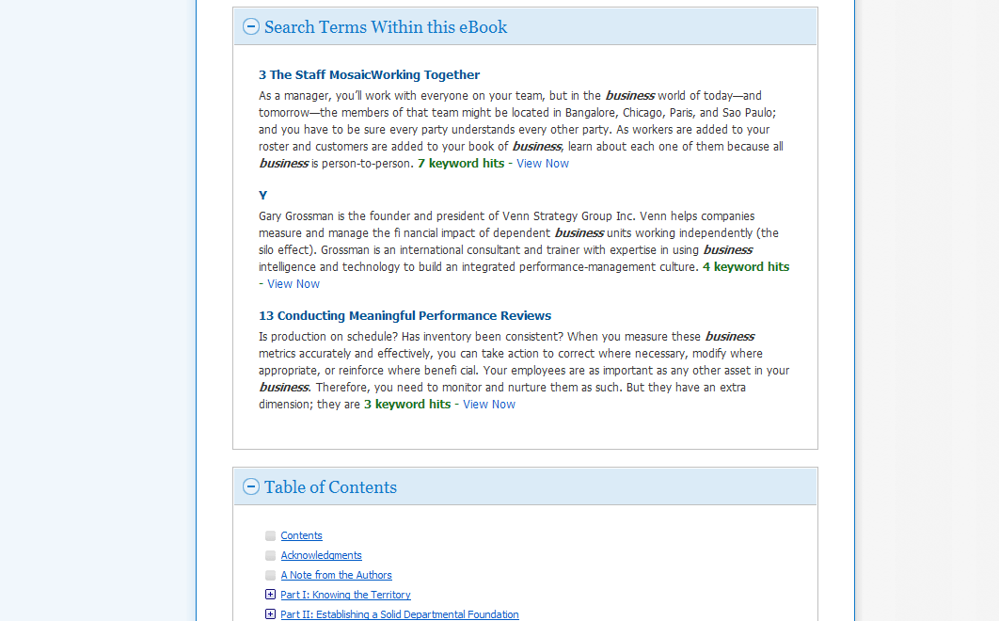 Search Terms Within this eBook
3 The Staff MosaicWorking Together
As a manager, you'll work with everyone on your team, but in the business world of today—and
tomorrow—the members of that team might be located in Bangalore, Chicago, Paris, and Sao Paulo;
and you have to be sure every party understands every other party. As workers are added to your
roster and customers are added to your book of business, learn about each one of them because all
business is person-to-person. 7 keyword hits - View Now
Y
Gary Grossman is the founder and president of Venn Strategy Group Inc. Venn helps companies
measure and manage the fi nancial impact of dependent business units working independently (the
silo effect). Grossman is an international consultant and trainer with expertise in using business
intelligence and technology to build an integrated performance-management culture. 4 keyword hits
- View Now
13 Conducting Meaningful Performance Reviews
Is production on schedule? Has inventory been consistent? When you measure these business
metrics accurately and effectively, you can take action to correct where necessary, modify where
appropriate, or reinforce where benefi cial. Your employees are as important as any other asset in your
business. Therefore, you need to monitor and nurture them as such. But they have an extra
dimension; they are 3 keyword hits - View Now
Table of Contents
Contents
Acknowledgments
A Note from the Authors
Part I: Knowing the Territory
Part II: Establishing a Solid Departmental Foundation